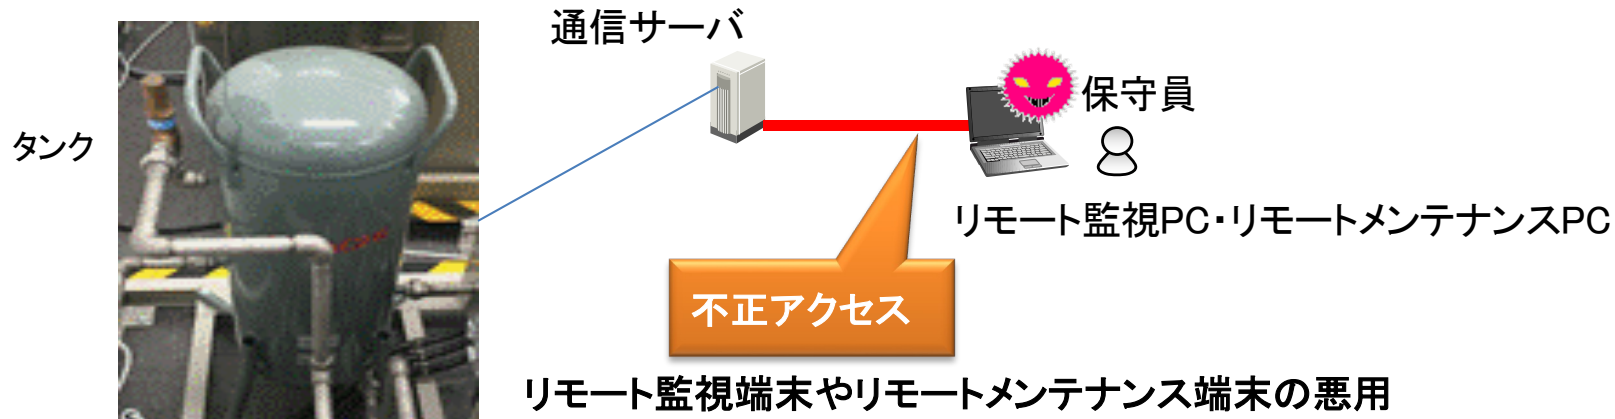 通信サーバ
保守員
タンク
リモート監視PC・リモートメンテナンスPC
不正アクセス
リモート監視端末やリモートメンテナンス端末の悪用